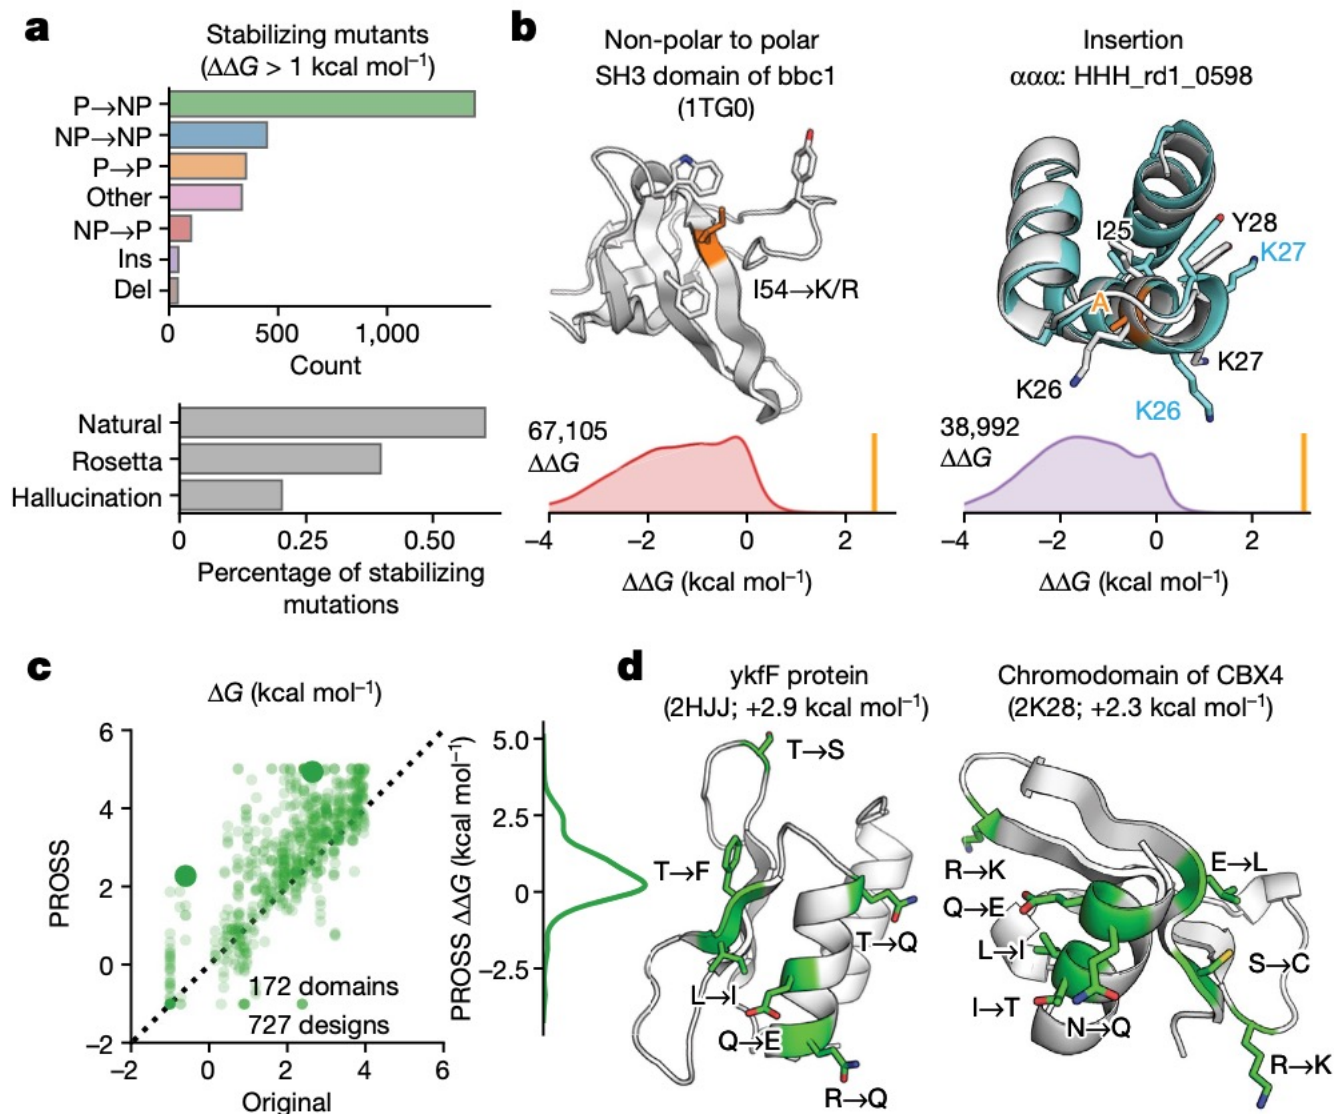 a
Stabilizing mutants
(ΔΔG > 1 kcal mol⁻¹)
P→NP
NP→NP
P→P
Other
NP→P
Ins
Del
0 500 1,000
Count
Natural
Rosetta
Hallucination
0 0.25 0.50
Percentage of stabilizing
mutations
b
Non-polar to polar
SH3 domain of bbc1
(1TG0)
I54→K/R
67,105
ΔΔG
−4 −2 0 2
ΔΔG (kcal mol⁻¹)
Insertion
ααα: HHH_rd1_0598
I25
Y28
K27
A
K27
K26
K26
38,992
ΔΔG
−4 −2 0 2
ΔΔG (kcal mol⁻¹)
c
ΔG (kcal mol⁻¹)
PROSS
6
4
2
0
−2
172 domains
727 designs
−2 0 2 4 6
Original
PROSS ΔΔG (kcal mol⁻¹)
5.0
2.5
0
−2.5
d
ykfF protein
(2HJJ; +2.9 kcal mol⁻¹)
T→S
T→F
T→Q
L→I
Q→E
R→Q
Chromodomain of CBX4
(2K28; +2.3 kcal mol⁻¹)
R→K
E→L
Q→E
L→I
S→C
I→T
N→Q
R→K